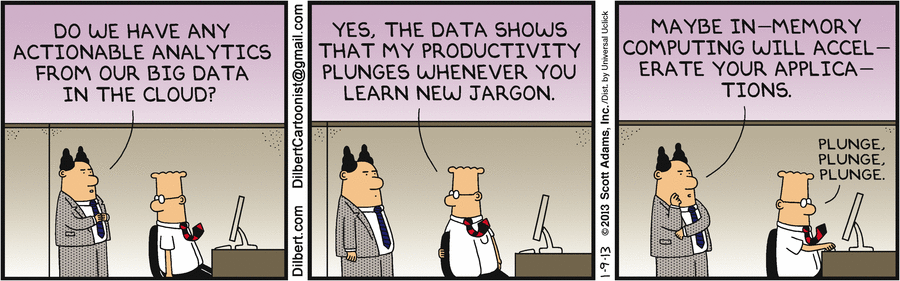 DO WE HAVE ANY
ACTIONABLE ANALYTICS
FROM OUR BIG DATA
IN THE CLOUD?
Dilbert.com DilbertCartoonist@gmail.com
YES, THE DATA SHOWS
THAT MY PRODUCTIVITY
PLUNGES WHENEVER YOU
LEARN NEW JARGON.
1-9-13 ©2013 Scott Adams, Inc. /Dist. by Universal Uclick
MAYBE IN-MEMORY
COMPUTING WILL ACCEL-
ERATE YOUR APPLICA-
TIONS.
PLUNGE,
PLUNGE,
PLUNGE.